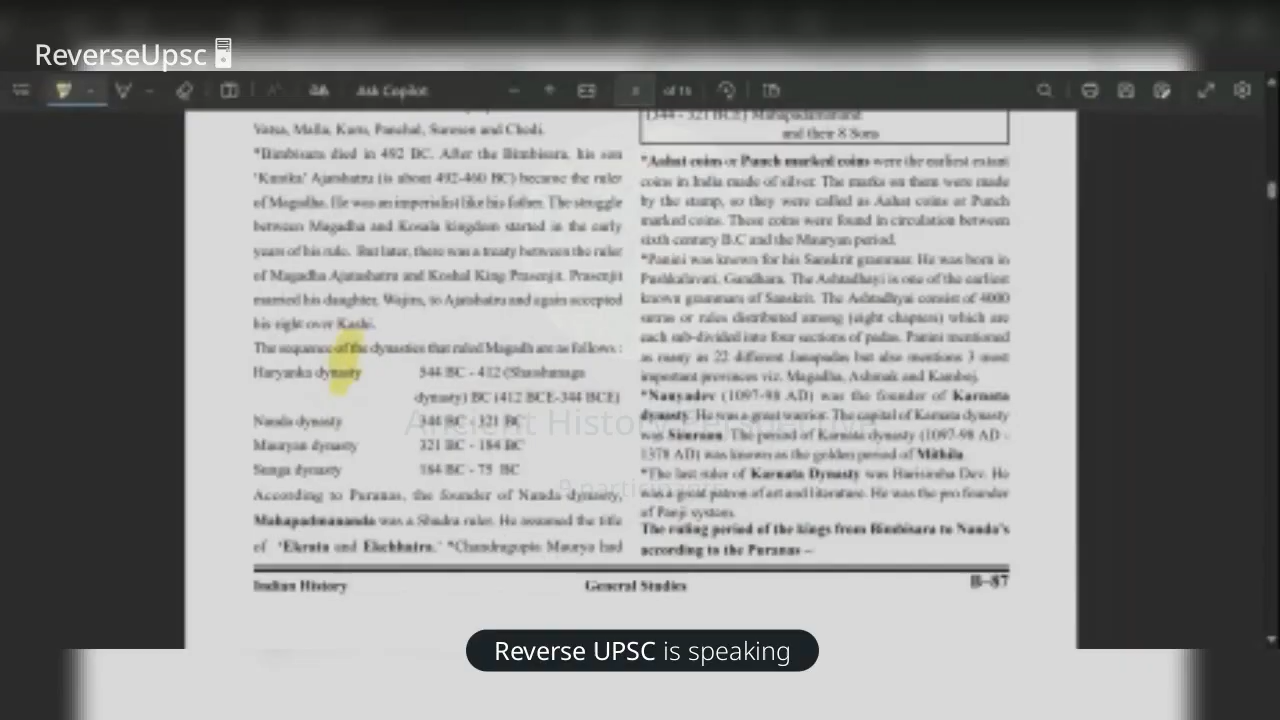 ReverseUpsc
Ask Copilot
of 15
Vatsa, Malla, Kuru, Panchal, Sursen and Chedi.
*Bimbisara died in 492 BC. After the Bimbisara, his son
'Kunika' Ajatshatru (is about 492-460 BC) became the ruler
of Magadha. He was an imperialist like his father. The struggle
between Magadha and Kosala kingdom started in the early
years of his rule. But later, there was a treaty between the ruler
of Magadha Ajatashatru and Koshal King Prasenjit. Prasenjit
married his daughter, Wajira, to Ajatshatru and again accepted
his right over Kashi.
The sequence of the dynasties that ruled Magadh are as follows :
Haryanka dynasty 544 BC - 412 (Shaishunaga
dynasty) BC (412 BCE-344 BCE)
Nanda dynasty 344 BC - 321 BC
Mauryan dynasty 321 BC - 184 BC
Sunga dynasty 184 BC - 75 BC
According to Puranas, the founder of Nanda dynasty,
Mahapadmananda was a Shudra ruler. He assumed the title
of 'Ekrata and Ekchhatra.' *Chandragupta Maurya had
(344 - 321 BCE) Mahapadmanand
and their 8 Sons
*Aahat coins or Punch marked coins were the earliest extant
coins in India made of silver. The marks on them were made
by the stamp, so they were called as Aahat coins or Punch
marked coins. These coins were found in circulation between
sixth century B.C and the Mauryan period.
*Panini was known for his Sanskrit grammar. He was born in
Pushkalavati, Gandhara. The Ashtadhayi is one of the earliest
known grammars of Sanskrit. The Ashtadhyai consist of 4000
sutras or rules distributed among (eight chapters) which are
each sub-divided into four sections of padas. Panini mentioned
as many as 22 different Janapadas but also mentions 3 most
important provinces viz. Magadha, Ashmak and Kamboj.
*Nanyadev (1097-98 AD) was the founder of Karnata
dynasty. He was a great warrior. The capital of Karnata dynasty
was Simraon. The period of Karnata dynasty (1097-98 AD -
1378 AD) was known as the golden period of Mithila.
*The last ruler of Karnata Dynasty was Harisimha Dev. He
was a great patron of art and literature. He was the pro founder
of Panji system.
The ruling period of the kings from Bimbisara to Nanda's
according to the Puranas –
Ancient History Perspective
9 participants
Indian History General Studies B–87
Reverse UPSC is speaking